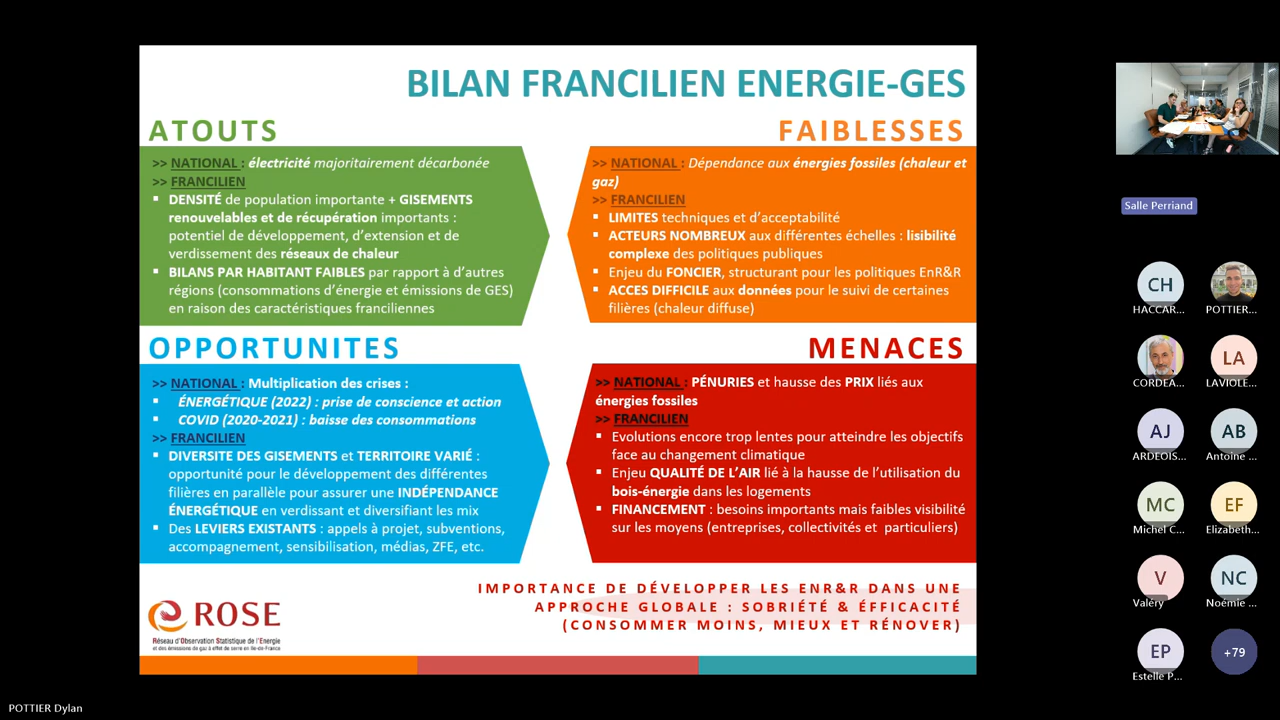 BILAN FRANCILIEN ENERGIE-GES
ATOUTS
>> NATIONAL : électricité majoritairement décarbonée
>> FRANCILIEN
▪ DENSITÉ de population importante + GISEMENTS
renouvelables et de récupération importants :
potentiel de développement, d'extension et de
verdissement des réseaux de chaleur
▪ BILANS PAR HABITANT FAIBLES par rapport à d'autres
régions (consommations d'énergie et émissions de GES)
en raison des caractéristiques franciliennes
FAIBLESSES
>> NATIONAL : Dépendance aux énergies fossiles (chaleur et
gaz)
>> FRANCILIEN
▪ LIMITES techniques et d'acceptabilité
▪ ACTEURS NOMBREUX aux différentes échelles : lisibilité
complexe des politiques publiques
▪ Enjeu du FONCIER, structurant pour les politiques EnR&R
▪ ACCES DIFFICILE aux données pour le suivi de certaines
filières (chaleur diffuse)
OPPORTUNITES
>> NATIONAL : Multiplication des crises :
▪ ÉNERGÉTIQUE (2022) : prise de conscience et action
▪ COVID (2020-2021) : baisse des consommations
>> FRANCILIEN
▪ DIVERSITE DES GISEMENTS et TERRITOIRE VARIÉ :
opportunité pour le développement des différentes
filières en parallèle pour assurer une INDÉPENDANCE
ÉNERGÉTIQUE en verdissant et diversifiant les mix
▪ Des LEVIERS EXISTANTS : appels à projet, subventions,
accompagnement, sensibilisation, médias, ZFE, etc.
MENACES
>> NATIONAL : PÉNURIES et hausse des PRIX liés aux
énergies fossiles
>> FRANCILIEN
▪ Evolutions encore trop lentes pour atteindre les objectifs
face au changement climatique
▪ Enjeu QUALITÉ DE L'AIR lié à la hausse de l'utilisation du
bois-énergie dans les logements
▪ FINANCEMENT : besoins importants mais faibles visibilité
sur les moyens (entreprises, collectivités et particuliers)
IMPORTANCE DE DÉVELOPPER LES ENR&R DANS UNE
APPROCHE GLOBALE : SOBRIÉTÉ & ÉFFICACITÉ
(CONSOMMER MOINS, MIEUX ET RÉNOVER)
ROSE
Réseau d'Observation Statistique de l'Energie
et des émissions de gaz à effet de serre en Ile-de-France
Salle Perriand
CH
HACCAR...
POTTIER...
CORDEA...
LA
LAVIOLE...
AJ
ARDEOIS...
AB
Antoine ...
MC
Michel C...
EF
Elizabeth...
V
Valéry
NC
Noémie ...
EP
Estelle P...
+79
POTTIER Dylan